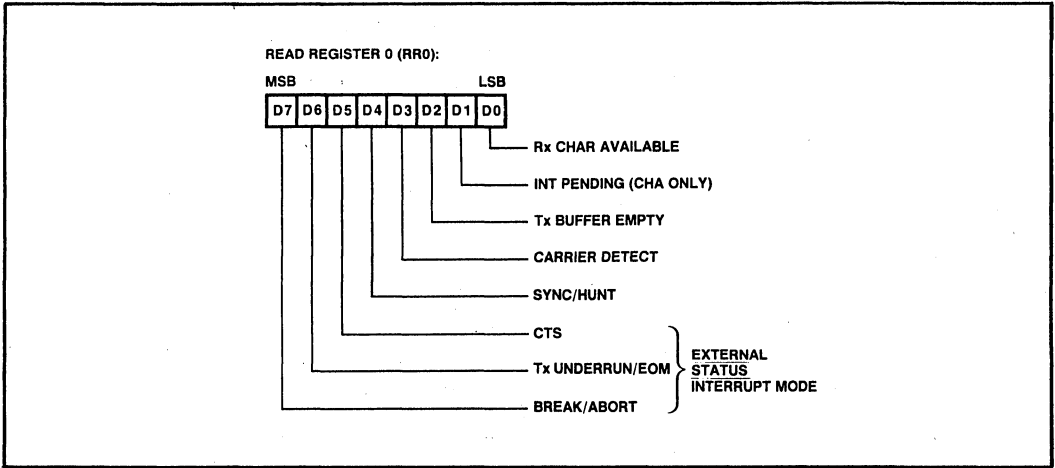 READ REGISTER 0 (RR0):
MSB LSB
D7 D6 D5 D4 D3 D2 D1 D0
Rx CHAR AVAILABLE
INT PENDING (CHA ONLY)
Tx BUFFER EMPTY
CARRIER DETECT
SYNC/HUNT
CTS
Tx UNDERRUN/EOM
BREAK/ABORT
EXTERNAL
STATUS
INTERRUPT MODE